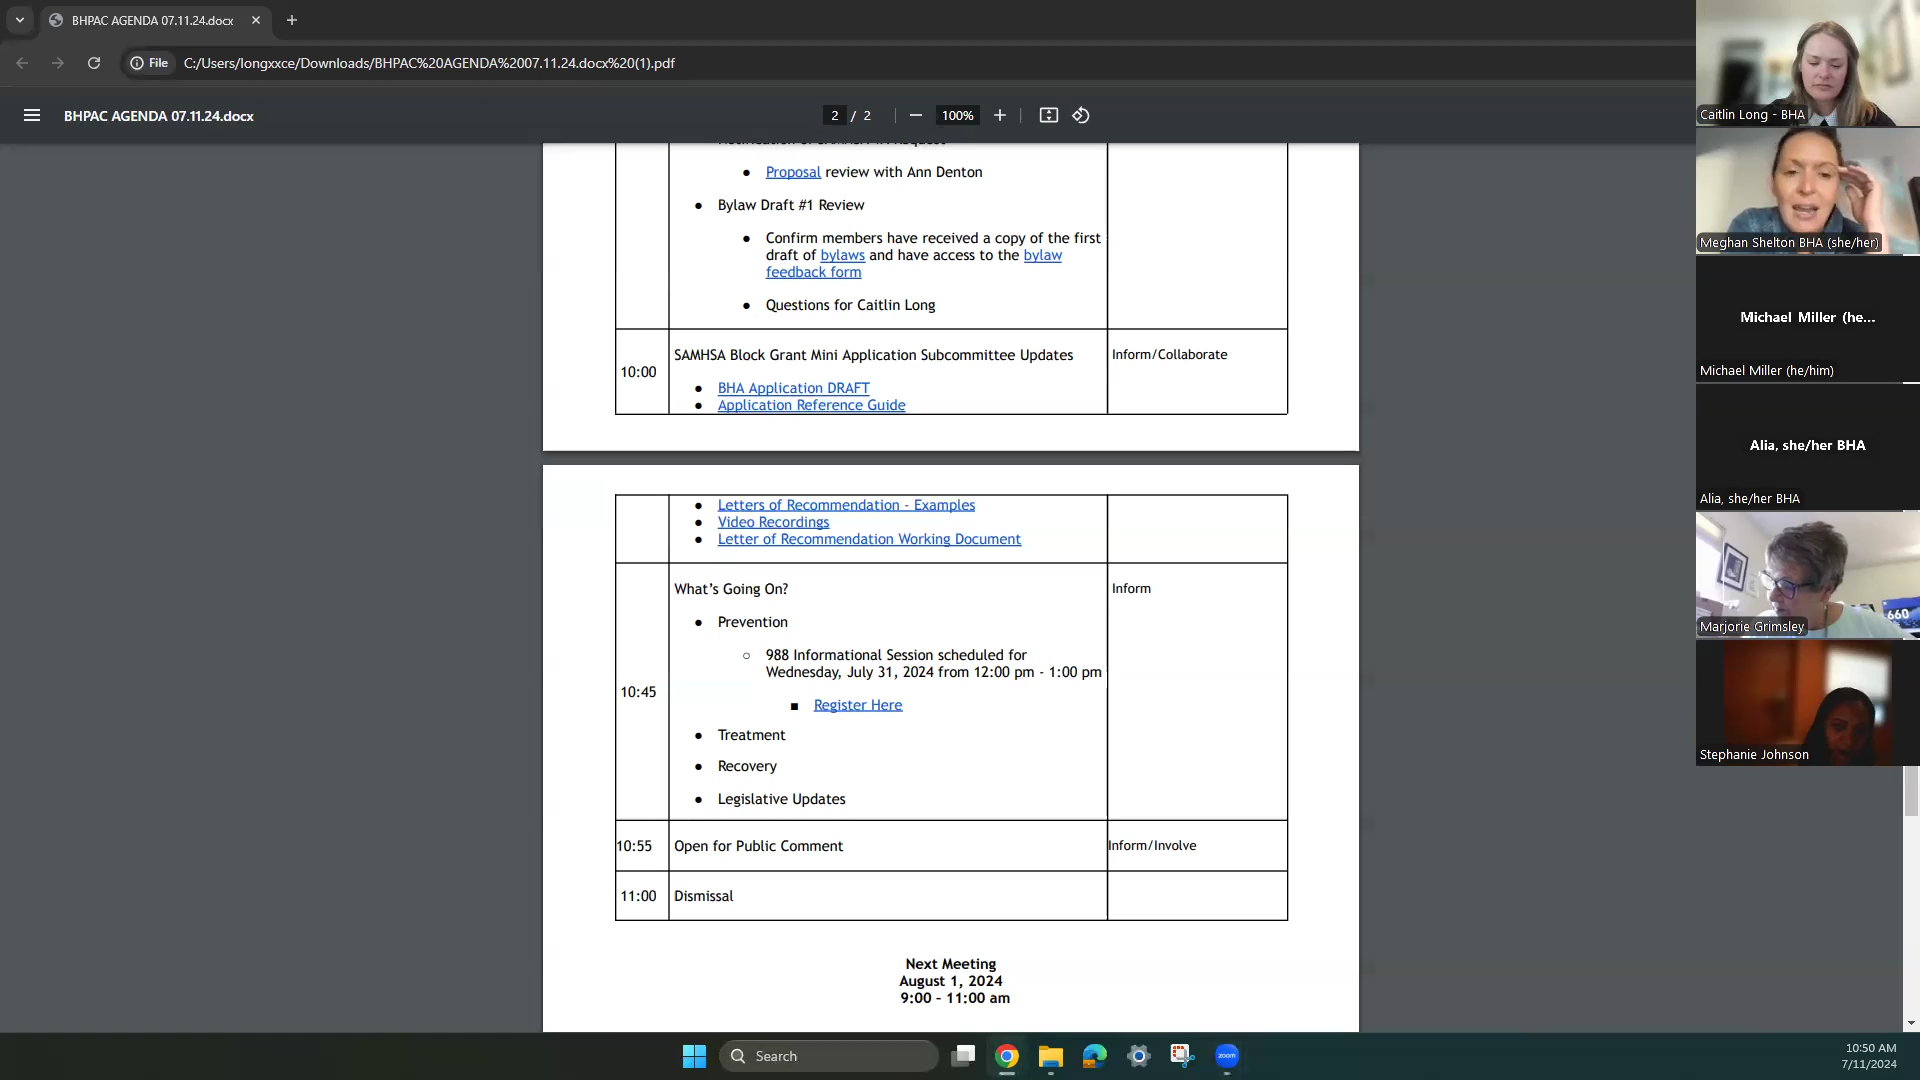 BHPAC AGENDA 07.11.24.docx
File
C:/Users/longxxce/Downloads/BHPAC%20AGENDA%2007.11.24.docx%20(1).pdf
BHPAC AGENDA 07.11.24.docx
2 / 2
100%
Proposal review with Ann Denton
Bylaw Draft #1 Review
Confirm members have received a copy of the first
draft of bylaws and have access to the bylaw
feedback form
Questions for Caitlin Long
10:00
SAMHSA Block Grant Mini Application Subcommittee Updates
Inform/Collaborate
BHA Application DRAFT
Application Reference Guide
Letters of Recommendation - Examples
Video Recordings
Letter of Recommendation Working Document
10:45
What’s Going On?
Inform
Prevention
988 Informational Session scheduled for
Wednesday, July 31, 2024 from 12:00 pm - 1:00 pm
Register Here
Treatment
Recovery
Legislative Updates
10:55
Open for Public Comment
Inform/Involve
11:00
Dismissal
Next Meeting
August 1, 2024
9:00 - 11:00 am
Caitlin Long - BHA
Meghan Shelton BHA (she/her)
Michael Miller (he...
Michael Miller (he/him)
Alia, she/her BHA
Alia, she/her BHA
660
Marjorie Grimsley
Stephanie Johnson
Search
zoom
10:50 AM
7/11/2024